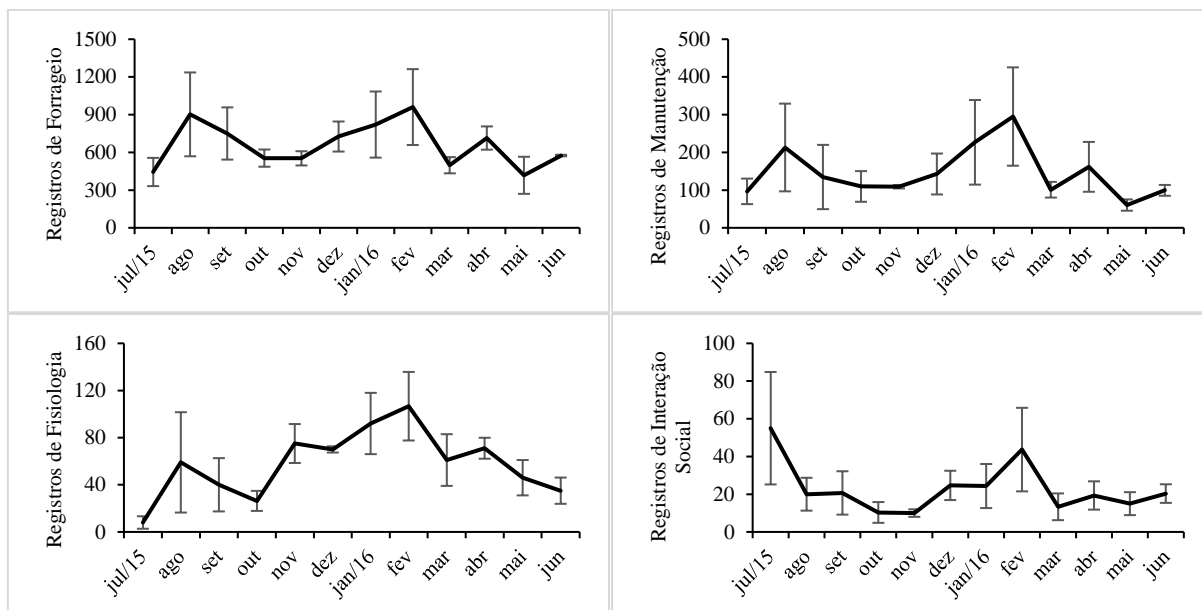 Registros de Forrageio
1500
1200
900
600
300
0
jul/15 ago set out nov dez jan/16 fev mar abr mai jun
Registros de Manutenção
500
400
300
200
100
0
jul/15 ago set out nov dez jan/16 fev mar abr mai jun
Registros de Fisiologia
160
120
80
40
0
jul/15 ago set out nov dez jan/16 fev mar abr mai jun
Registros de Interação
Social
100
80
60
40
20
0
jul/15 ago set out nov dez jan/16 fev mar abr mai jun